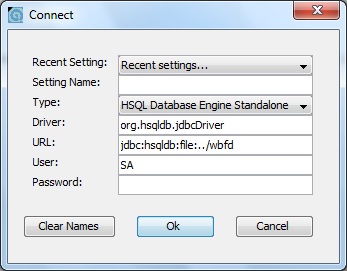 Connect
Recent Setting: Recent settings...
Setting Name:
Type: HSQL Database Engine Standalone
Driver: org.hsqldb.jdbcDriver
URL: jdbc:hsqldb:file:../wbfd
User: SA
Password:
Clear Names Ok Cancel